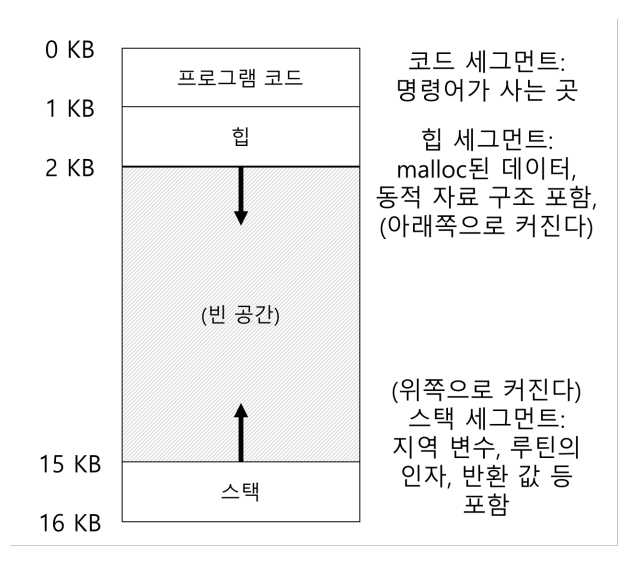 0 KB
프로그램 코드
코드 세그먼트:
명령어가 사는 곳
1 KB
힙
힙 세그먼트:
malloc된 데이터,
동적 자료 구조 포함,
(아래쪽으로 커진다)
2 KB
(빈 공간)
(위쪽으로 커진다)
스택 세그먼트:
지역 변수, 루틴의
인자, 반환 값 등
포함
15 KB
스택
16 KB